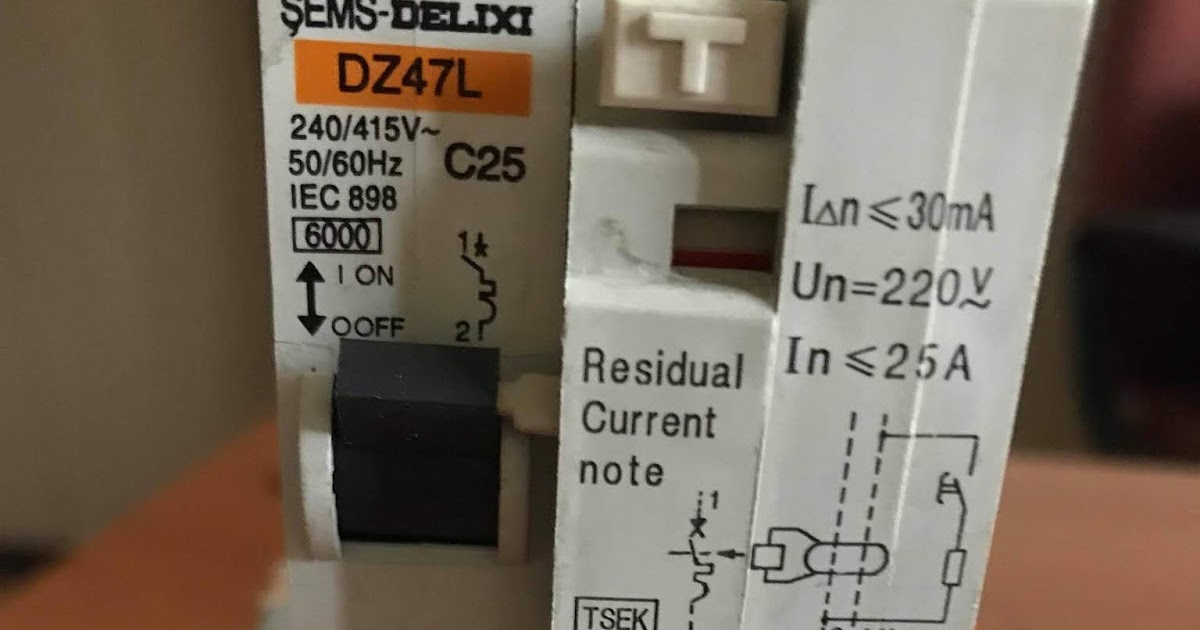 ŞEMS-DELIXI
DZ47L
240/415V~
50/60Hz
C25
IEC 898
6000
I ON
O OFF
1
2
T
Residual
Current
note
1
TSEK
I∆n⩽30mA
Un=220V~
In⩽25A